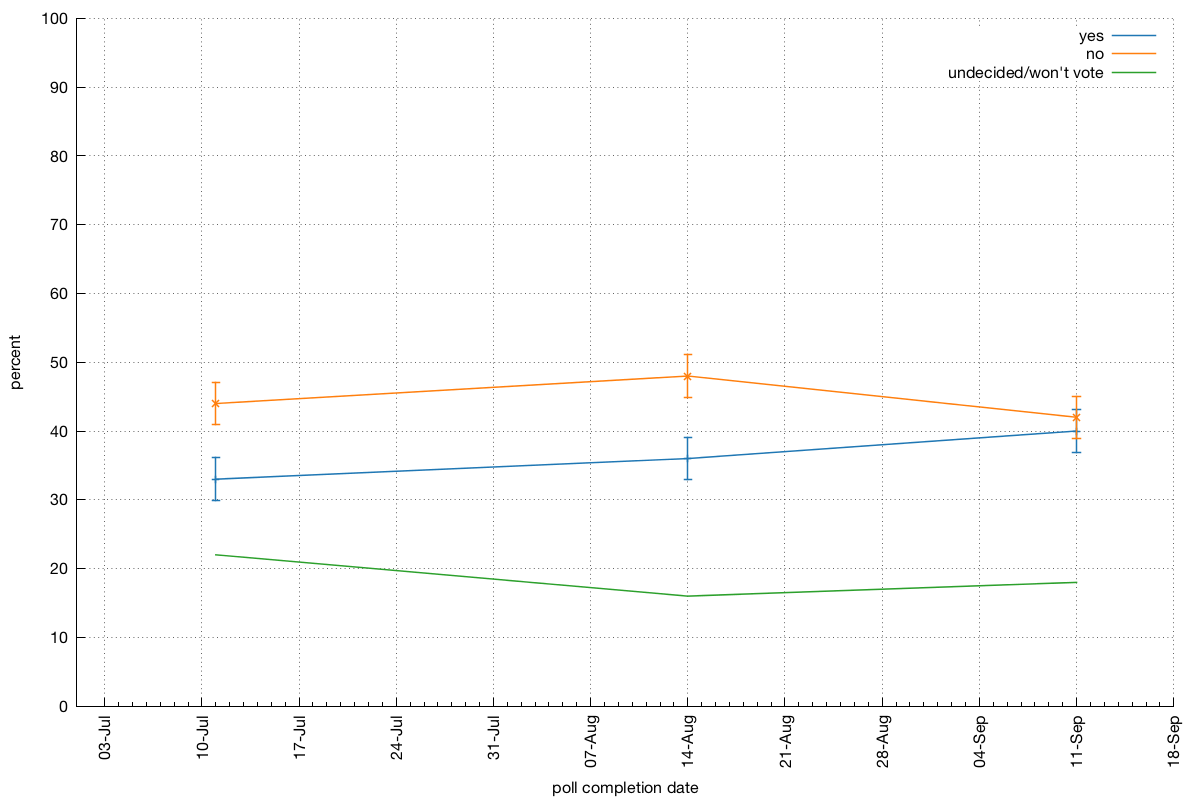 yes
no
undecided/won't vote
100
90
80
70
60
50
40
30
20
10
0
percent
03-Jul
10-Jul
17-Jul
24-Jul
31-Jul
07-Aug
14-Aug
21-Aug
28-Aug
04-Sep
11-Sep
18-Sep
poll completion date